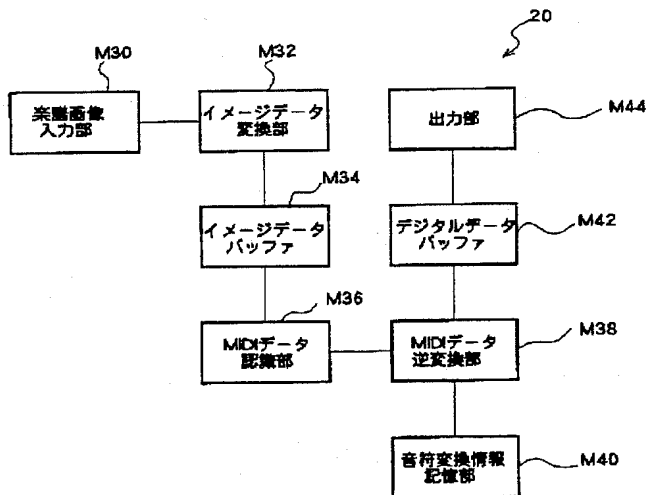 20
M30
M32
楽譜画像
入力部
イメージデータ
変換部
出力部
M44
M34
イメージデータ
バッファ
デジタルデータ
バッファ
M42
M36
MIDIデータ
認識部
MIDIデータ
逆変換部
M38
音符変換情報
記憶部
M40